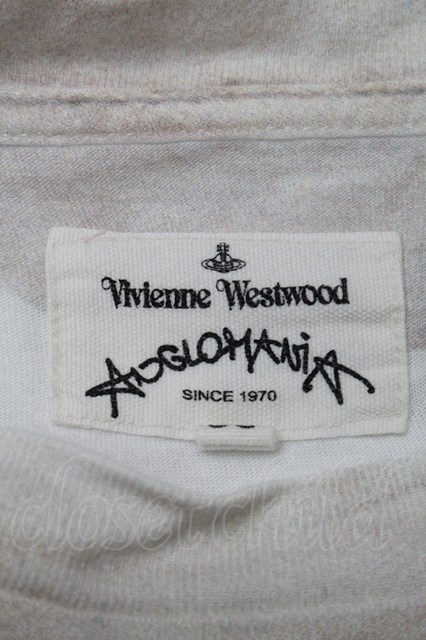 Vivienne Westwood
ANGLOMANIA
SINCE 1970
closet child